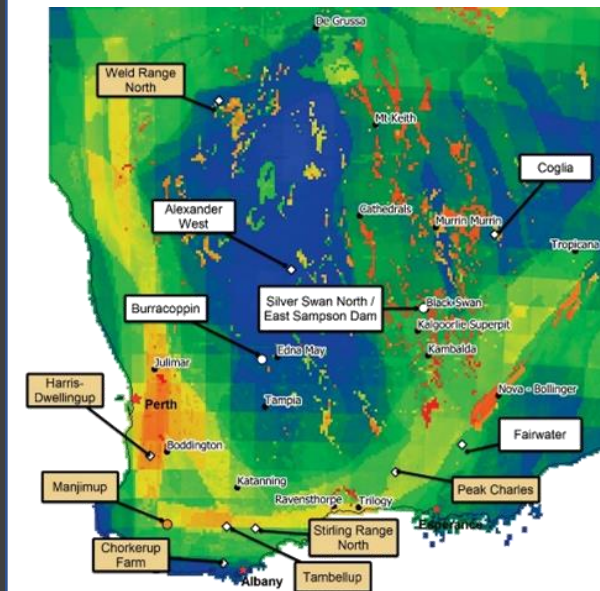 De Grussa
Weld Range
North
Mt Keith
Coglia
Alexander
West
Cathedrals
Murrin Murrin
Tropicana
Silver Swan North /
East Sampson Dam
Black Swan
Burracoppin
Kalgoorlie Superpit
Edna May
Kambalda
Julimar
Harris-
Dwellingup
Perth
Tampia
Nova - Bollinger
Boddington
Fairwater
Katanning
Manjimup
Peak Charles
Ravensthorpe
Trilogy
Esperance
Stirling Range
North
Chorkerup
Farm
Tambellup
Albany